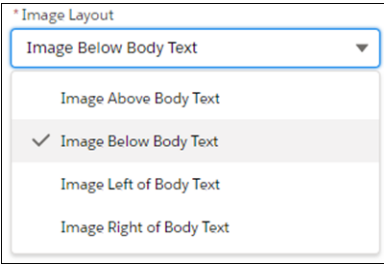 * Image Layout
Image Below Body Text
Image Above Body Text
Image Below Body Text
Image Left of Body Text
Image Right of Body Text